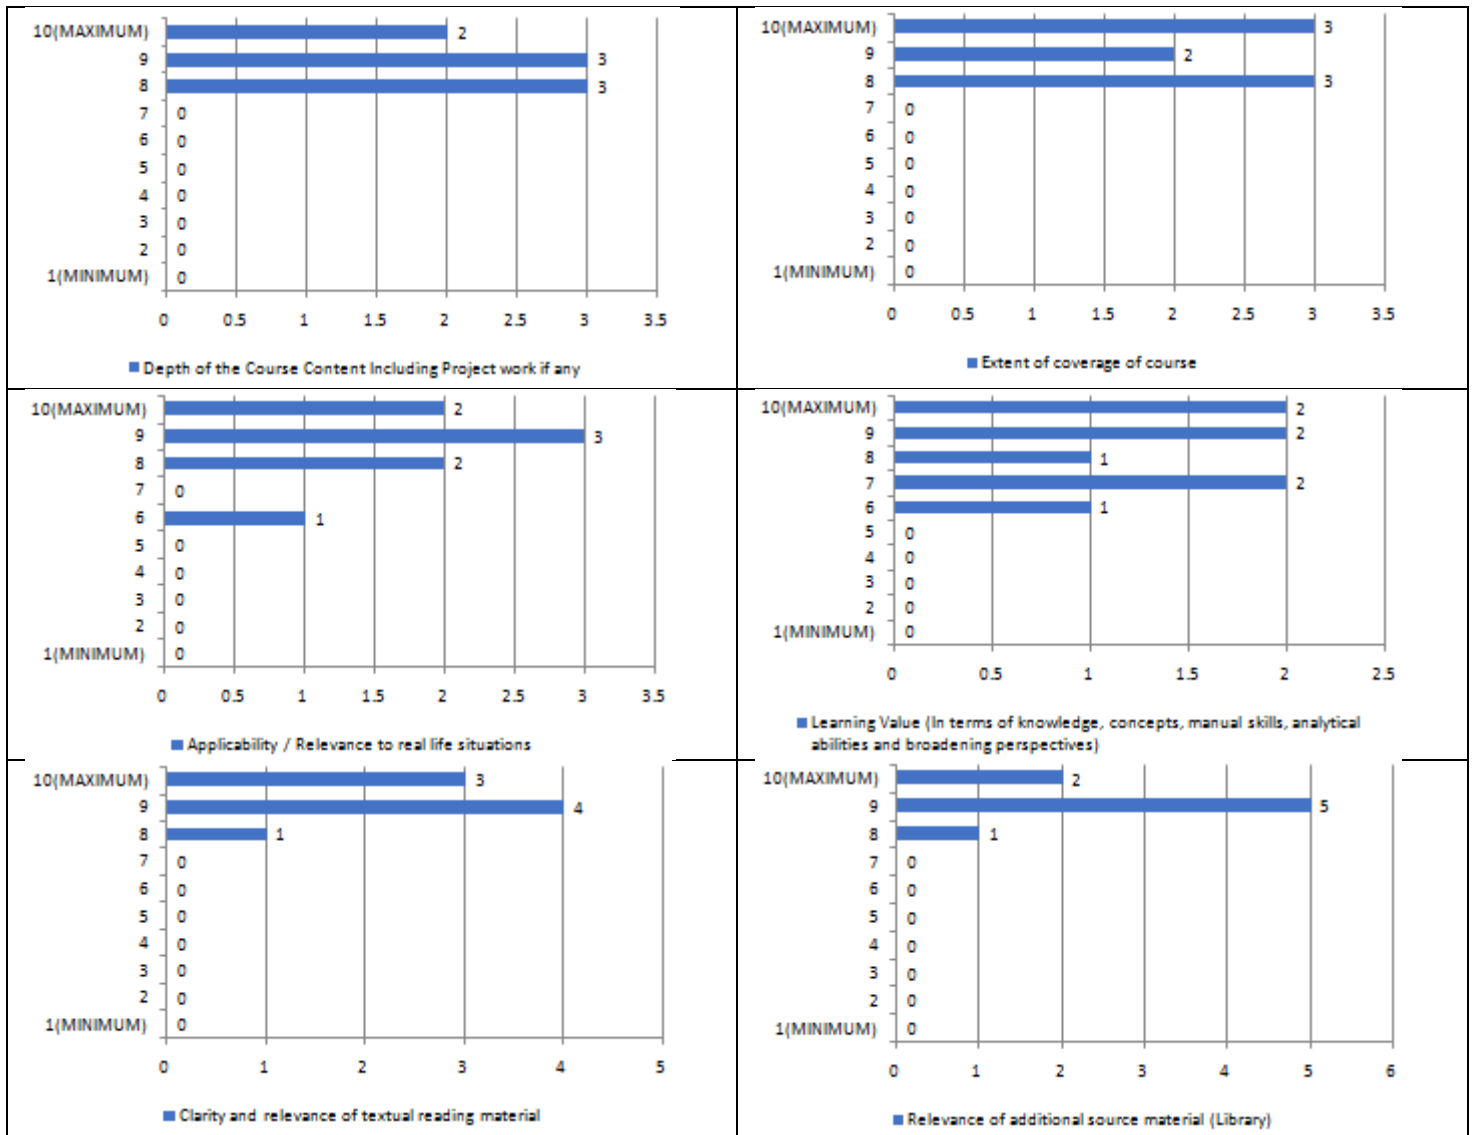 10(MAXIMUM) 2
9 3
8 3
7 0
6 0
5 0
4 0
3 0
2 0
1(MINIMUM) 0
0 0.5 1 1.5 2 2.5 3 3.5
Depth of the Course Content Including Project work if any
10(MAXIMUM) 3
9 2
8 3
7 0
6 0
5 0
4 0
3 0
2 0
1(MINIMUM) 0
0 0.5 1 1.5 2 2.5 3 3.5
Extent of coverage of course
10(MAXIMUM) 2
9 3
8 2
7 0
6 1
5 0
4 0
3 0
2 0
1(MINIMUM) 0
0 0.5 1 1.5 2 2.5 3 3.5
Applicability / Relevance to real life situations
10(MAXIMUM) 2
9 2
8 1
7 2
6 1
5 0
4 0
3 0
2 0
1(MINIMUM) 0
0 0.5 1 1.5 2 2.5
Learning Value (In terms of knowledge, concepts, manual skills, analytical
abilities and broadening perspectives)
10(MAXIMUM) 3
9 4
8 1
7 0
6 0
5 0
4 0
3 0
2 0
1(MINIMUM) 0
0 1 2 3 4 5
Clarity and relevance of textual reading material
10(MAXIMUM) 2
9 5
8 1
7 0
6 0
5 0
4 0
3 0
2 0
1(MINIMUM) 0
0 1 2 3 4 5 6
Relevance of additional source material (Library)